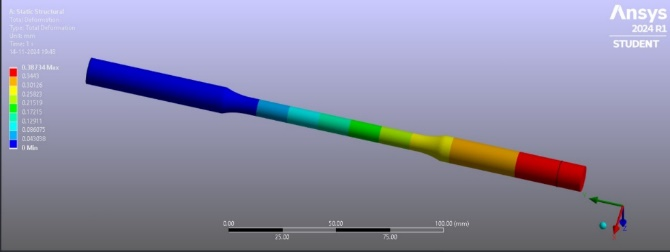 A: Static Structural
Total Deformation
Type: Total Deformation
Unit: mm
Time: 1 s
0.38734 Max
0.3443
0.30126
0.25823
0.21519
0.17215
0.12911
0.086075
0 Min
Ansys
2024 R1
STUDENT
0.00
50.00
100.00 (mm)
25.00
75.00